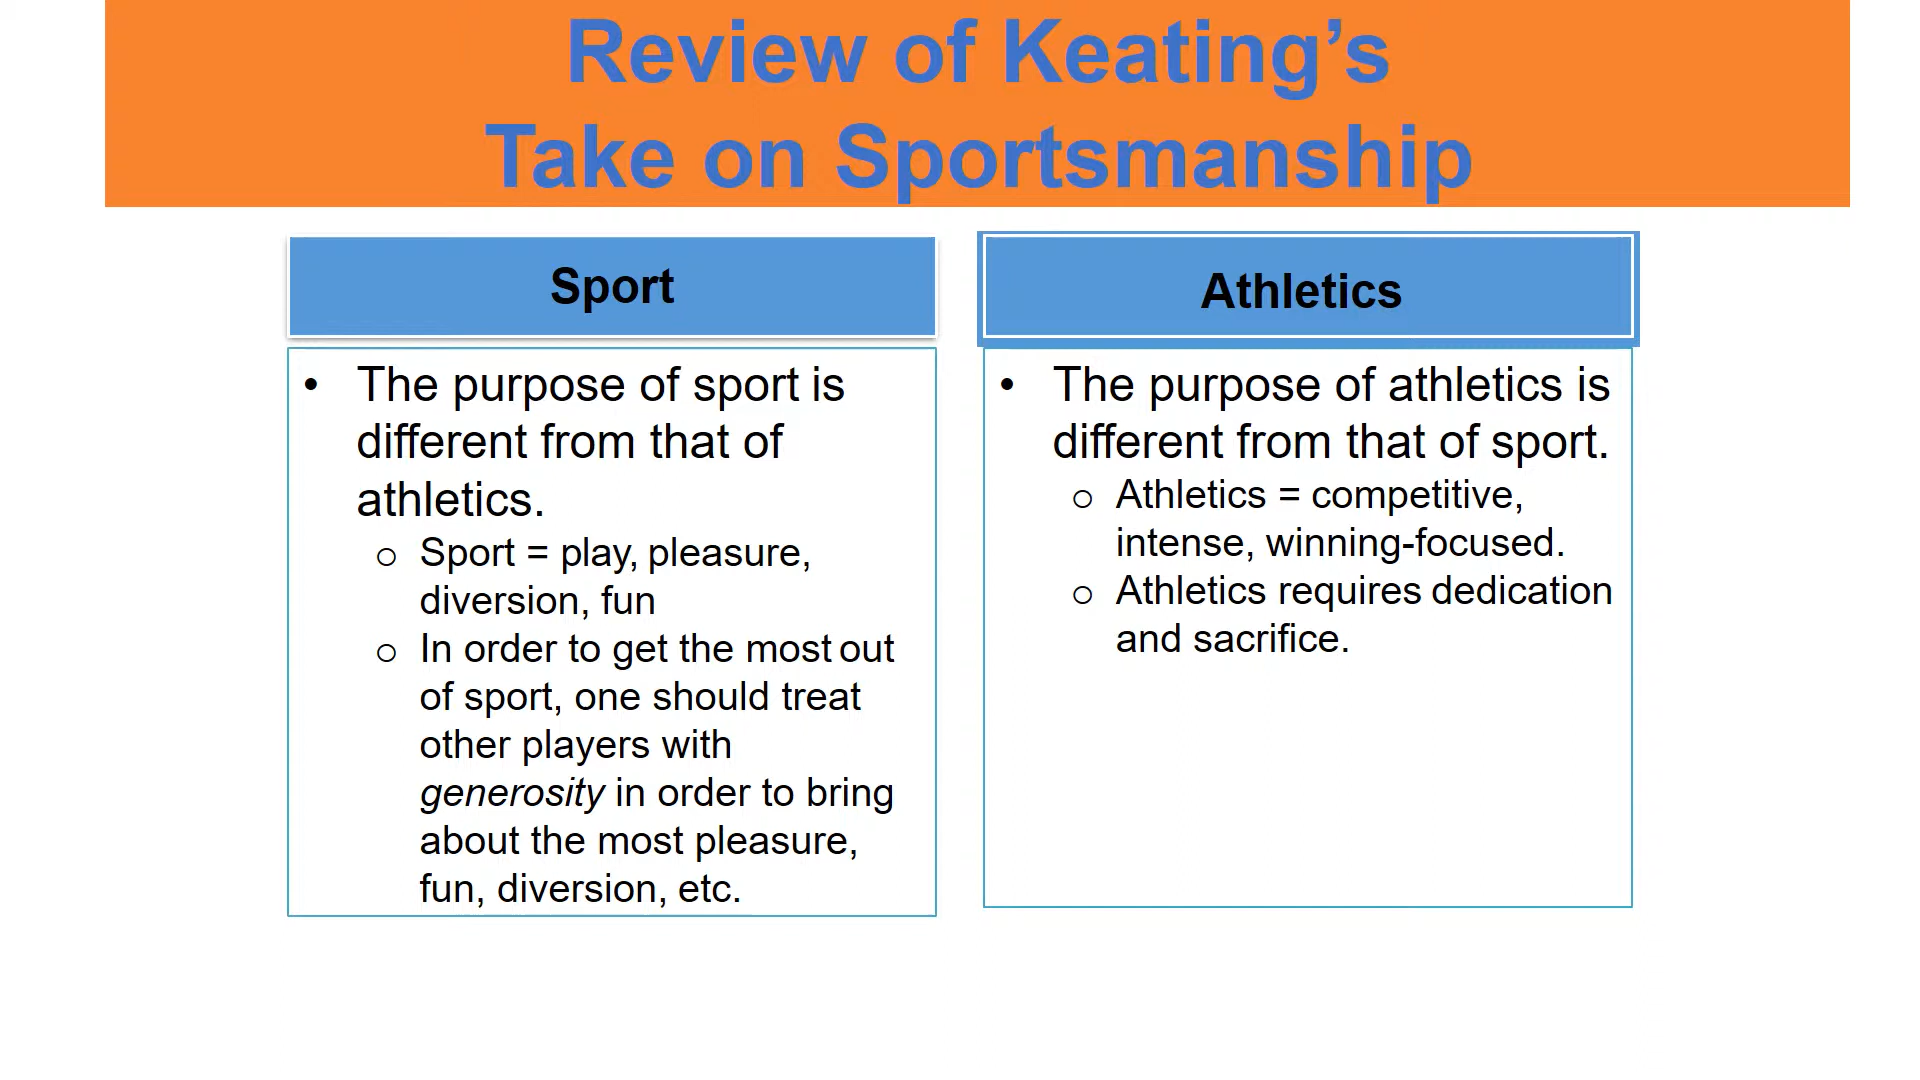 Review of Keating’s
Take on Sportsmanship
Sport
• The purpose of sport is
different from that of
athletics.
o Sport = play, pleasure,
diversion, fun
o In order to get the most out
of sport, one should treat
other players with
generosity in order to bring
about the most pleasure,
fun, diversion, etc.
Athletics
• The purpose of athletics is
different from that of sport.
o Athletics = competitive,
intense, winning-focused.
o Athletics requires dedication
and sacrifice.